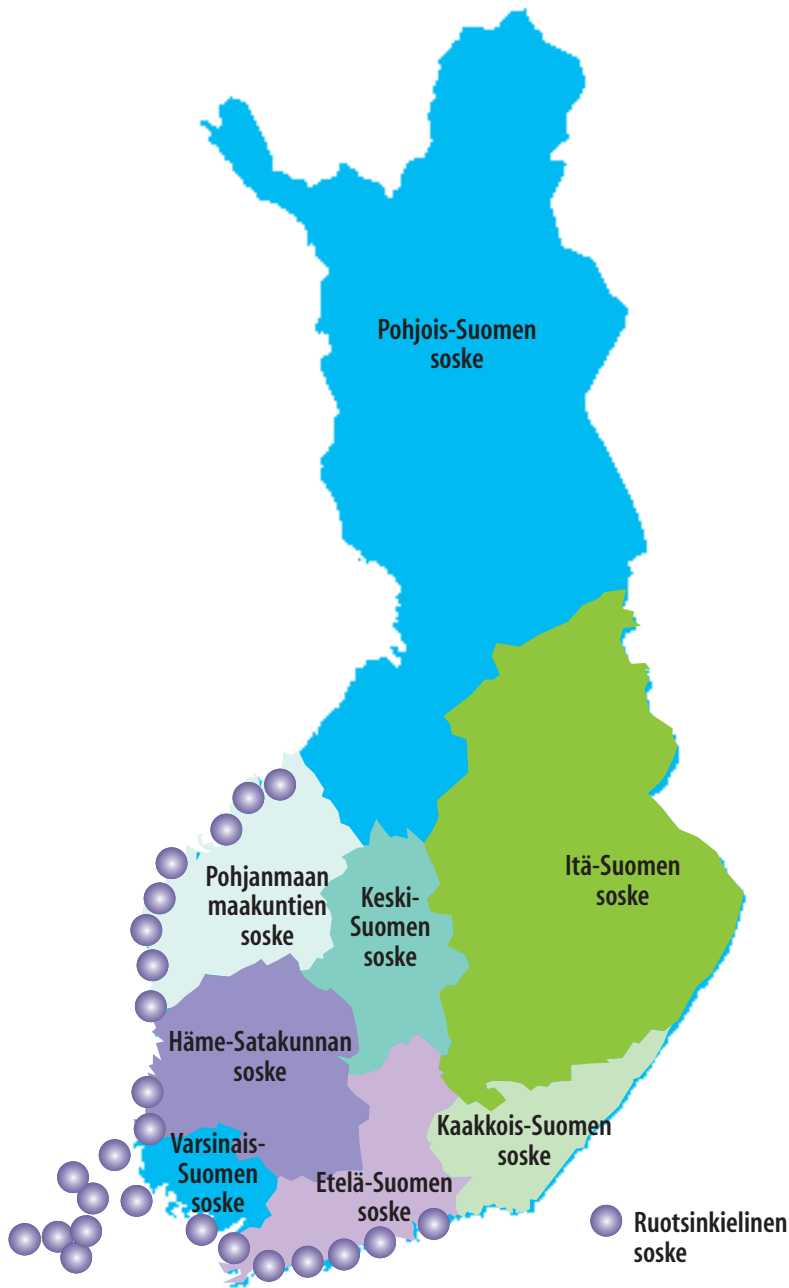 Pohjois-Suomen
soske
Itä-Suomen
soske
Pohjanmaan
maakuntien
soske
Keski-
Suomen
soske
Häme-Satakunnan
soske
Kaakkois-Suomen
soske
Varsinais-
Suomen
soske
Etelä-Suomen
soske
Ruotsinkielinen
soske